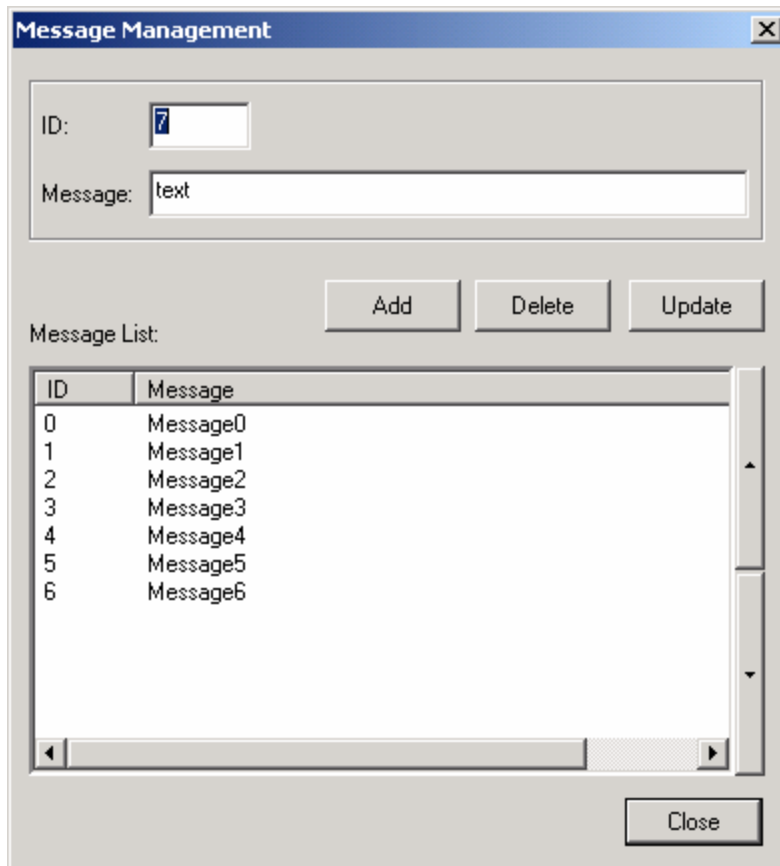 Message Management
ID: 7
Message: text
Add Delete Update
Message List:
ID Message
0 Message0
1 Message1
2 Message2
3 Message3
4 Message4
5 Message5
6 Message6
Close